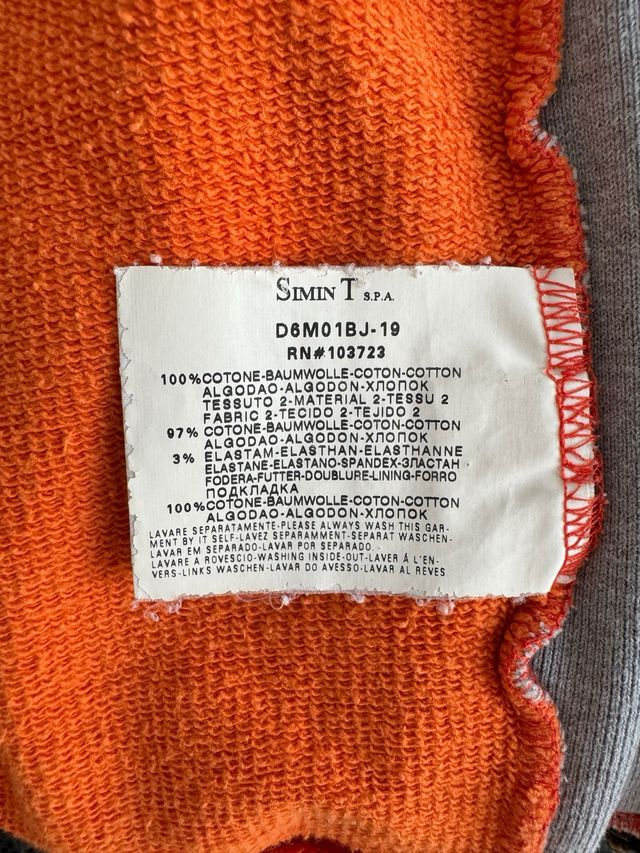 SIMIN T S.P.A.
D6M01BJ-19
RN#103723
100% COTONE-BAUMWOLLE-COTON-COTTON
ALGODAO-ALGODON-ХЛОПОК
TESSUTO 2-MATERIAL 2-TESSU 2
FABRIC 2-TECIDO 2-TEJIDO 2
97% COTONE-BAUMWOLLE-COTON-COTTON
ALGODAO-ALGODON-ХЛОПОК
3% ELASTAM-ELASTHAN-ELASTHANNE
ELASTANE-ELASTANO-SPANDEX-ЭЛАСТАН
FODERA-FUTTER-DOUBLURE-LINING-FORRO
ПОДКЛАДКА
100% COTONE-BAUMWOLLE-COTON-COTTON
ALGODAO-ALGODON-ХЛОПОК
LAVARE SEPARATAMENTE-PLEASE ALWAYS WASH THIS GAR-
MENT BY IT SELF-LAVEZ SEPARAMMENT-SEPARAT WASCHEN-
LAVAR EM SEPARADO-LAVAR POR SEPARADO
LAVARE A ROVESCIO-WASHING INSIDE-OUT-LAVER Á L'EN-
VERS-LINKS WASCHEN-LAVAR DO AVESSO-LAVAR AL REVES